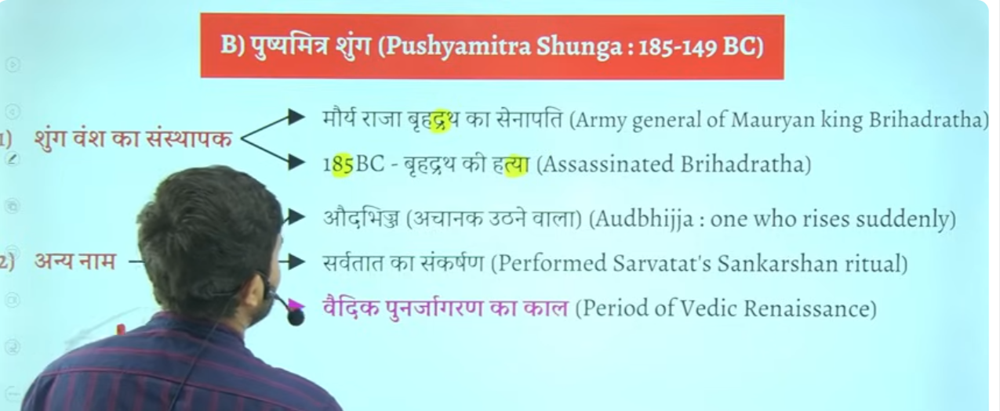 B) पुष्यमित्र शुंग (Pushyamitra Shunga : 185-149 BC)
1) शुंग वंश का संस्थापक
मौर्य राजा बृहद्रथ का सेनापति (Army general of Mauryan king Brihadratha)
185BC - बृहद्रथ की हत्या (Assassinated Brihadratha)
2) अन्य नाम
औदभिज्ज (अचानक उठने वाला) (Audbhijja : one who rises suddenly)
सर्वतात का संकर्षण (Performed Sarvatat's Sankarshan ritual)
वैदिक पुनर्जागरण का काल (Period of Vedic Renaissance)